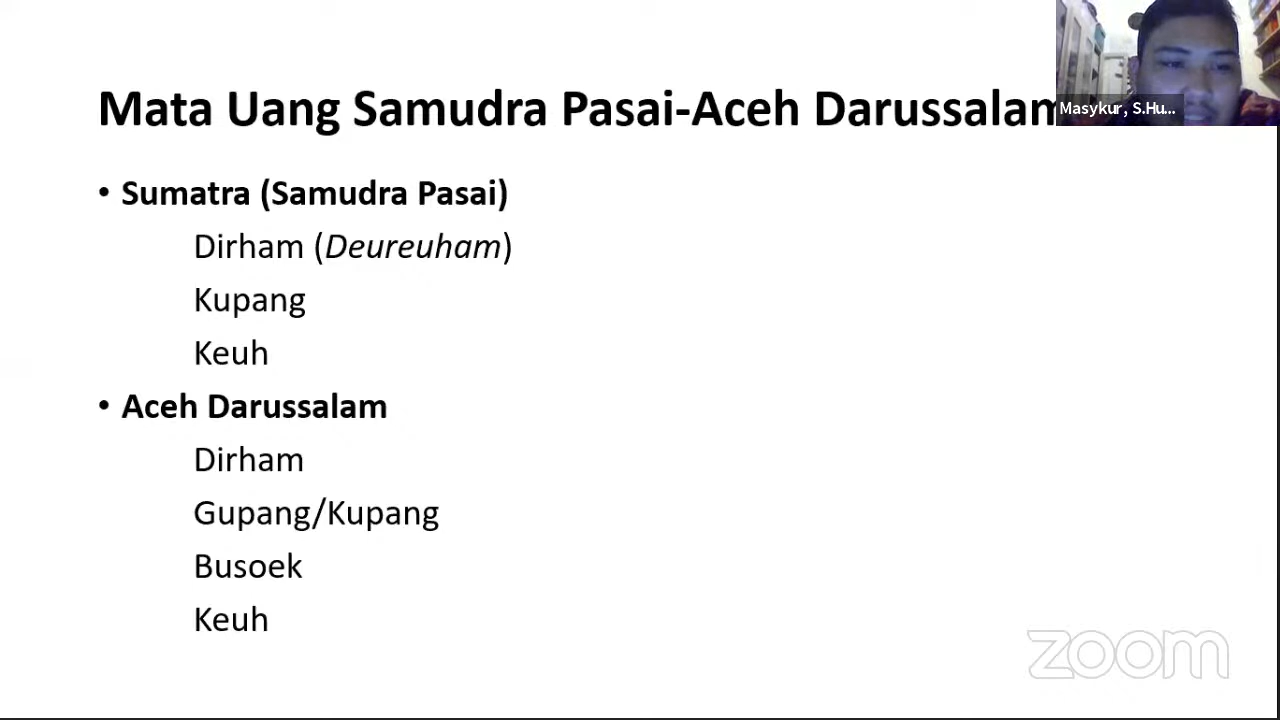 Mata Uang Samudra Pasai-Aceh Darussalam
Masykur, S.Hu...
• Sumatra (Samudra Pasai)
Dirham (Deureuham)
Kupang
Keuh
• Aceh Darussalam
Dirham
Gupang/Kupang
Busoek
Keuh
zoom